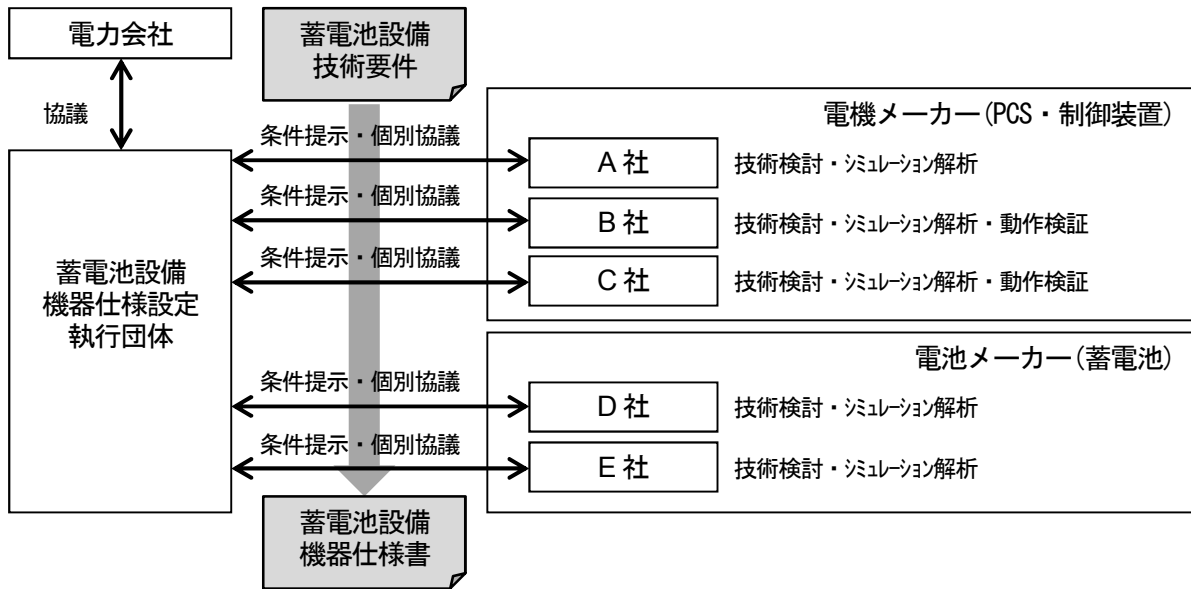 電力会社
協議
蓄電池設備
技術要件
電機メーカー(PCS・制御装置)
条件提示・個別協議
A 社
技術検討・ｼﾐｭﾚｰｼｮﾝ解析
条件提示・個別協議
B 社
技術検討・ｼﾐｭﾚｰｼｮﾝ解析・動作検証
条件提示・個別協議
C 社
技術検討・ｼﾐｭﾚｰｼｮﾝ解析・動作検証
蓄電池設備
機器仕様設定
執行団体
電池メーカー(蓄電池)
条件提示・個別協議
D 社
技術検討・ｼﾐｭﾚｰｼｮﾝ解析
条件提示・個別協議
E 社
技術検討・ｼﾐｭﾚｰｼｮﾝ解析
蓄電池設備
機器仕様書